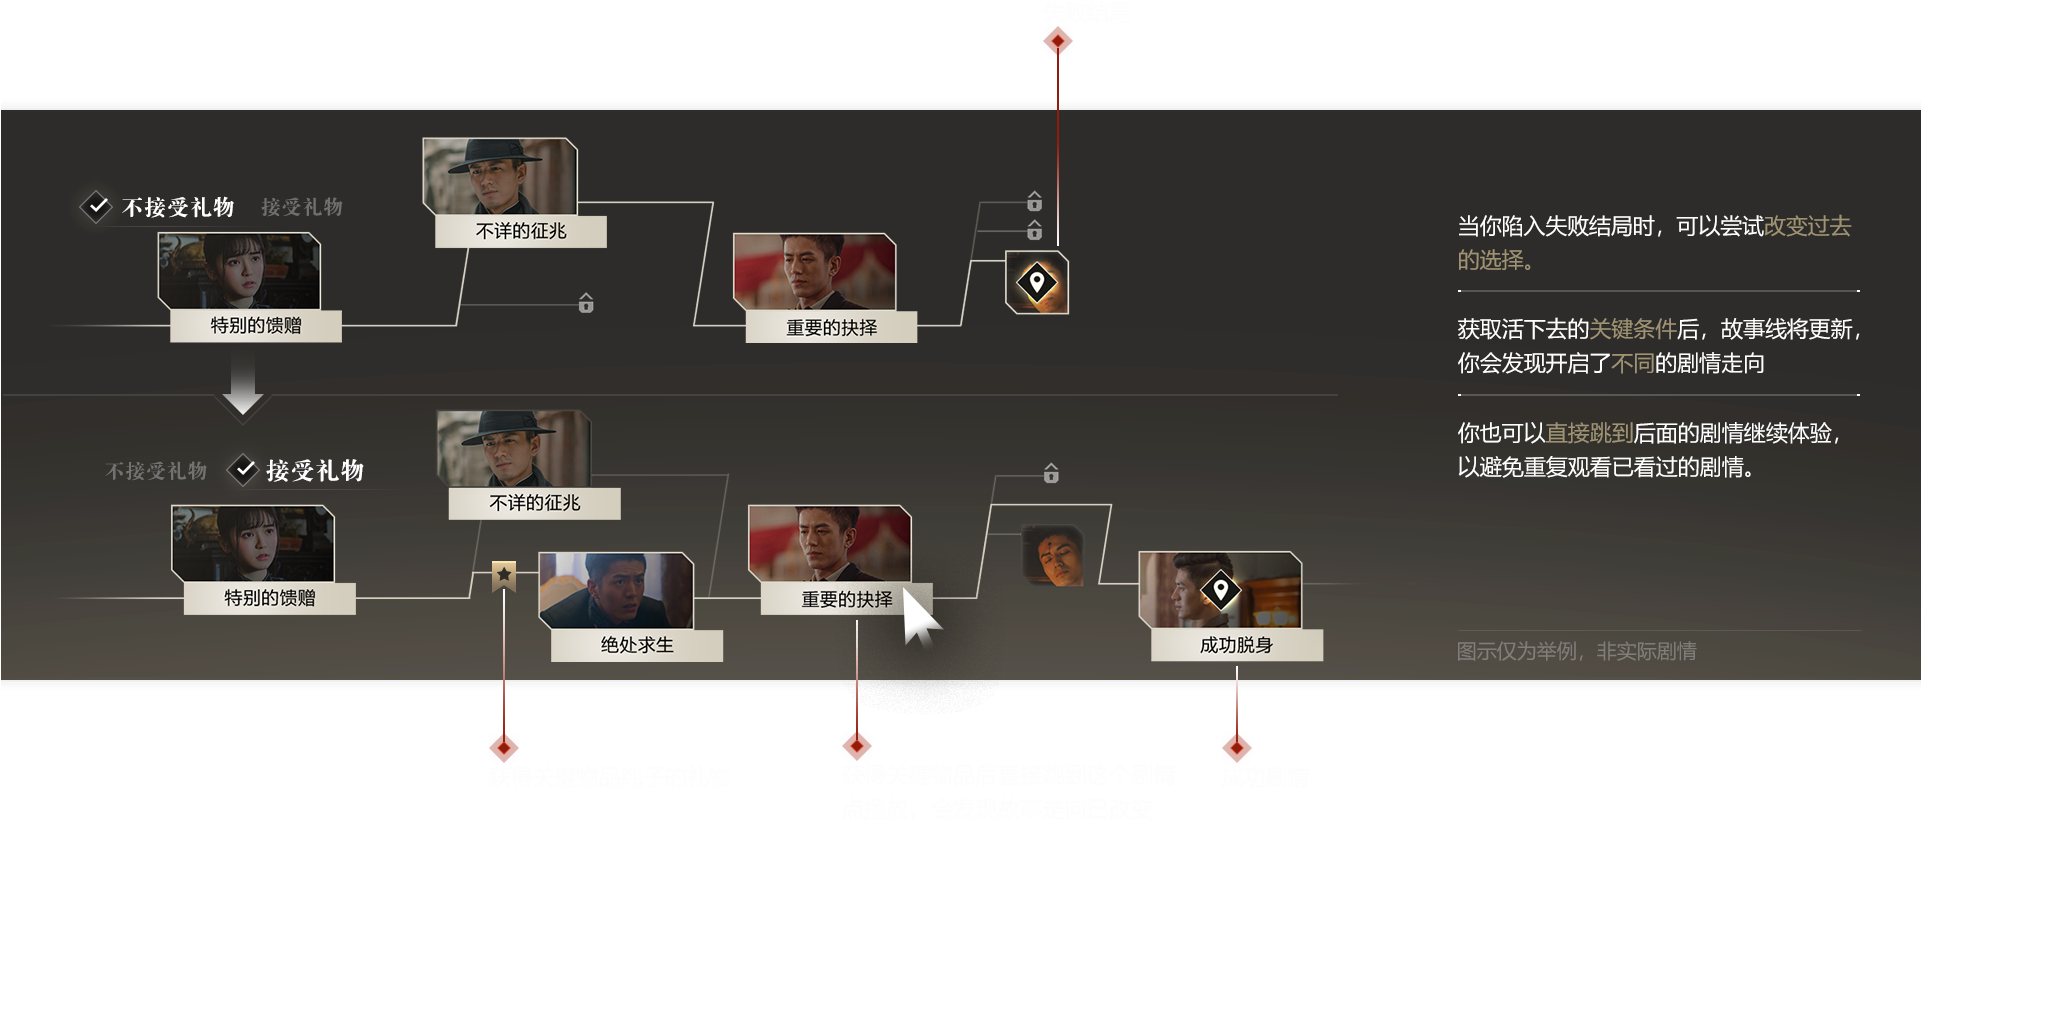 不接受礼物 接受礼物
不详的征兆
特别的馈赠
重要的抉择
不接受礼物 接受礼物
不详的征兆
特别的馈赠
绝处求生
重要的抉择
成功脱身
当你陷入失败结局时，可以尝试改变过去
的选择。
获取活下去的关键条件后，故事线将更新，
你会发现开启了不同的剧情走向
你也可以直接跳到后面的剧情继续体验，
以避免重复观看已看过的剧情。
图示仅为举例，非实际剧情